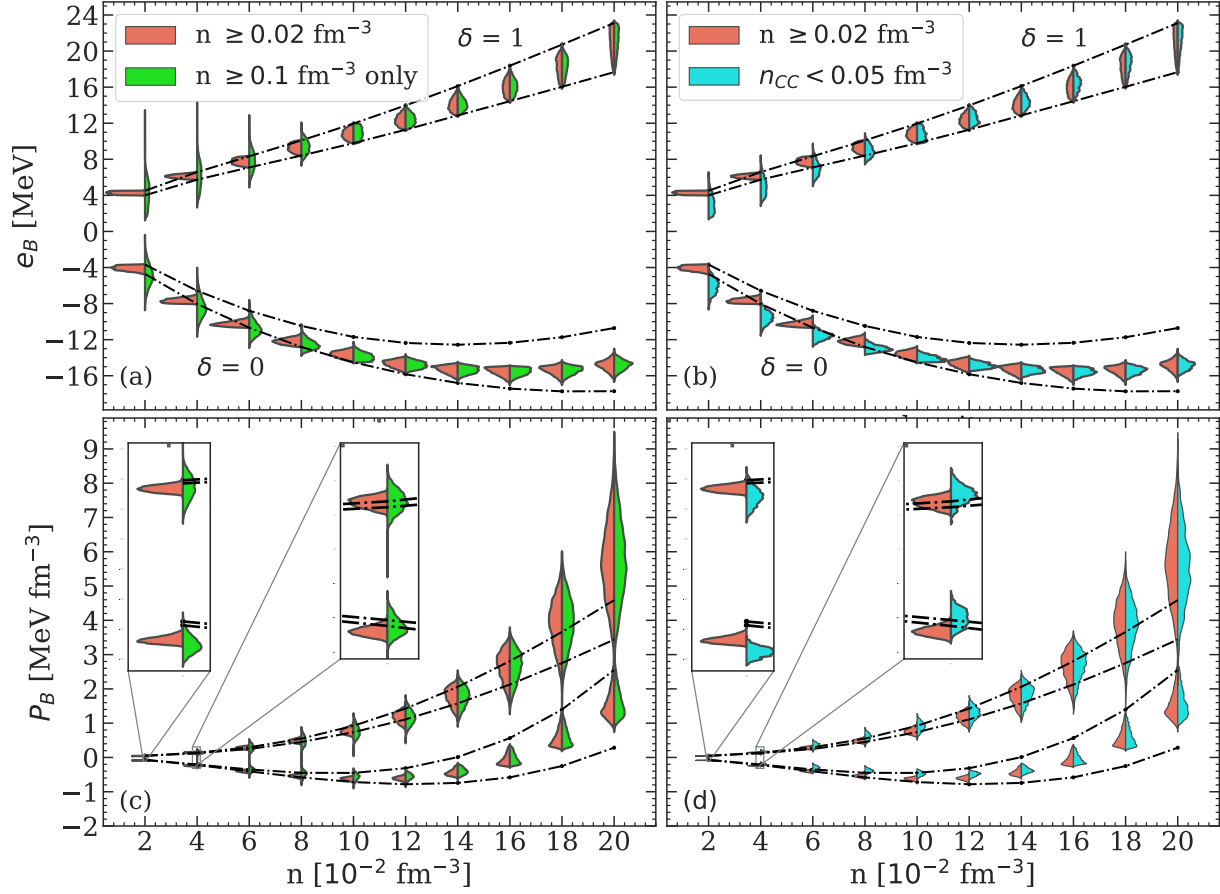 24
20
16
12
8
4
0
−4
−8
−12
−16
e_B [MeV]
n ≥ 0.02 fm⁻³
n ≥ 0.1 fm⁻³ only
δ = 1
δ = 0
(a)
n ≥ 0.02 fm⁻³
n_CC < 0.05 fm⁻³
δ = 1
δ = 0
(b)
9
8
7
6
5
4
3
2
1
0
−1
−2
P_B [MeV fm⁻³]
(c)
(d)
2 4 6 8 10 12 14 16 18 20
2 4 6 8 10 12 14 16 18 20
n [10⁻² fm⁻³]
n [10⁻² fm⁻³]